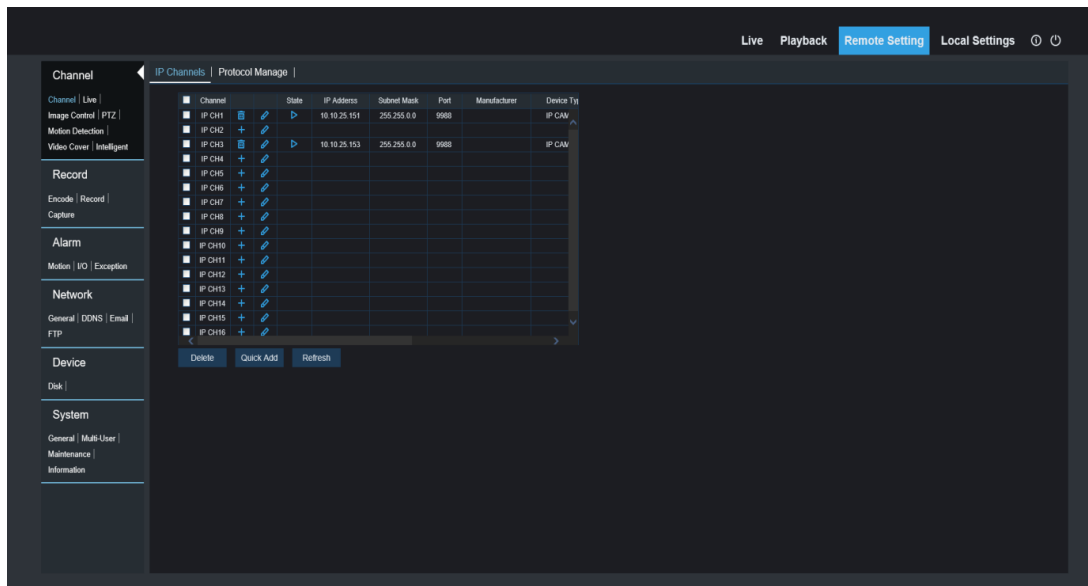 Live Playback Remote Setting Local Settings
Channel
Channel | Live |
Image Control | PTZ |
Motion Detection |
Video Cover | Intelligent
Record
Encode | Record |
Capture
Alarm
Motion | I/O | Exception
Network
General | DDNS | Email |
FTP
Device
Disk |
System
General | Multi-User |
Maintenance |
Information
IP Channels | Protocol Manage |
Channel State IP Adderss Subnet Mask Port Manufacturer Device Typ
IP CH1 10.10.25.151 255.255.0.0 9988 IP CAM
IP CH2
IP CH3 10.10.25.153 255.255.0.0 9988 IP CAM
IP CH4
IP CH5
IP CH6
IP CH7
IP CH8
IP CH9
IP CH10
IP CH11
IP CH12
IP CH13
IP CH14
IP CH15
IP CH16
Delete Quick Add Refresh